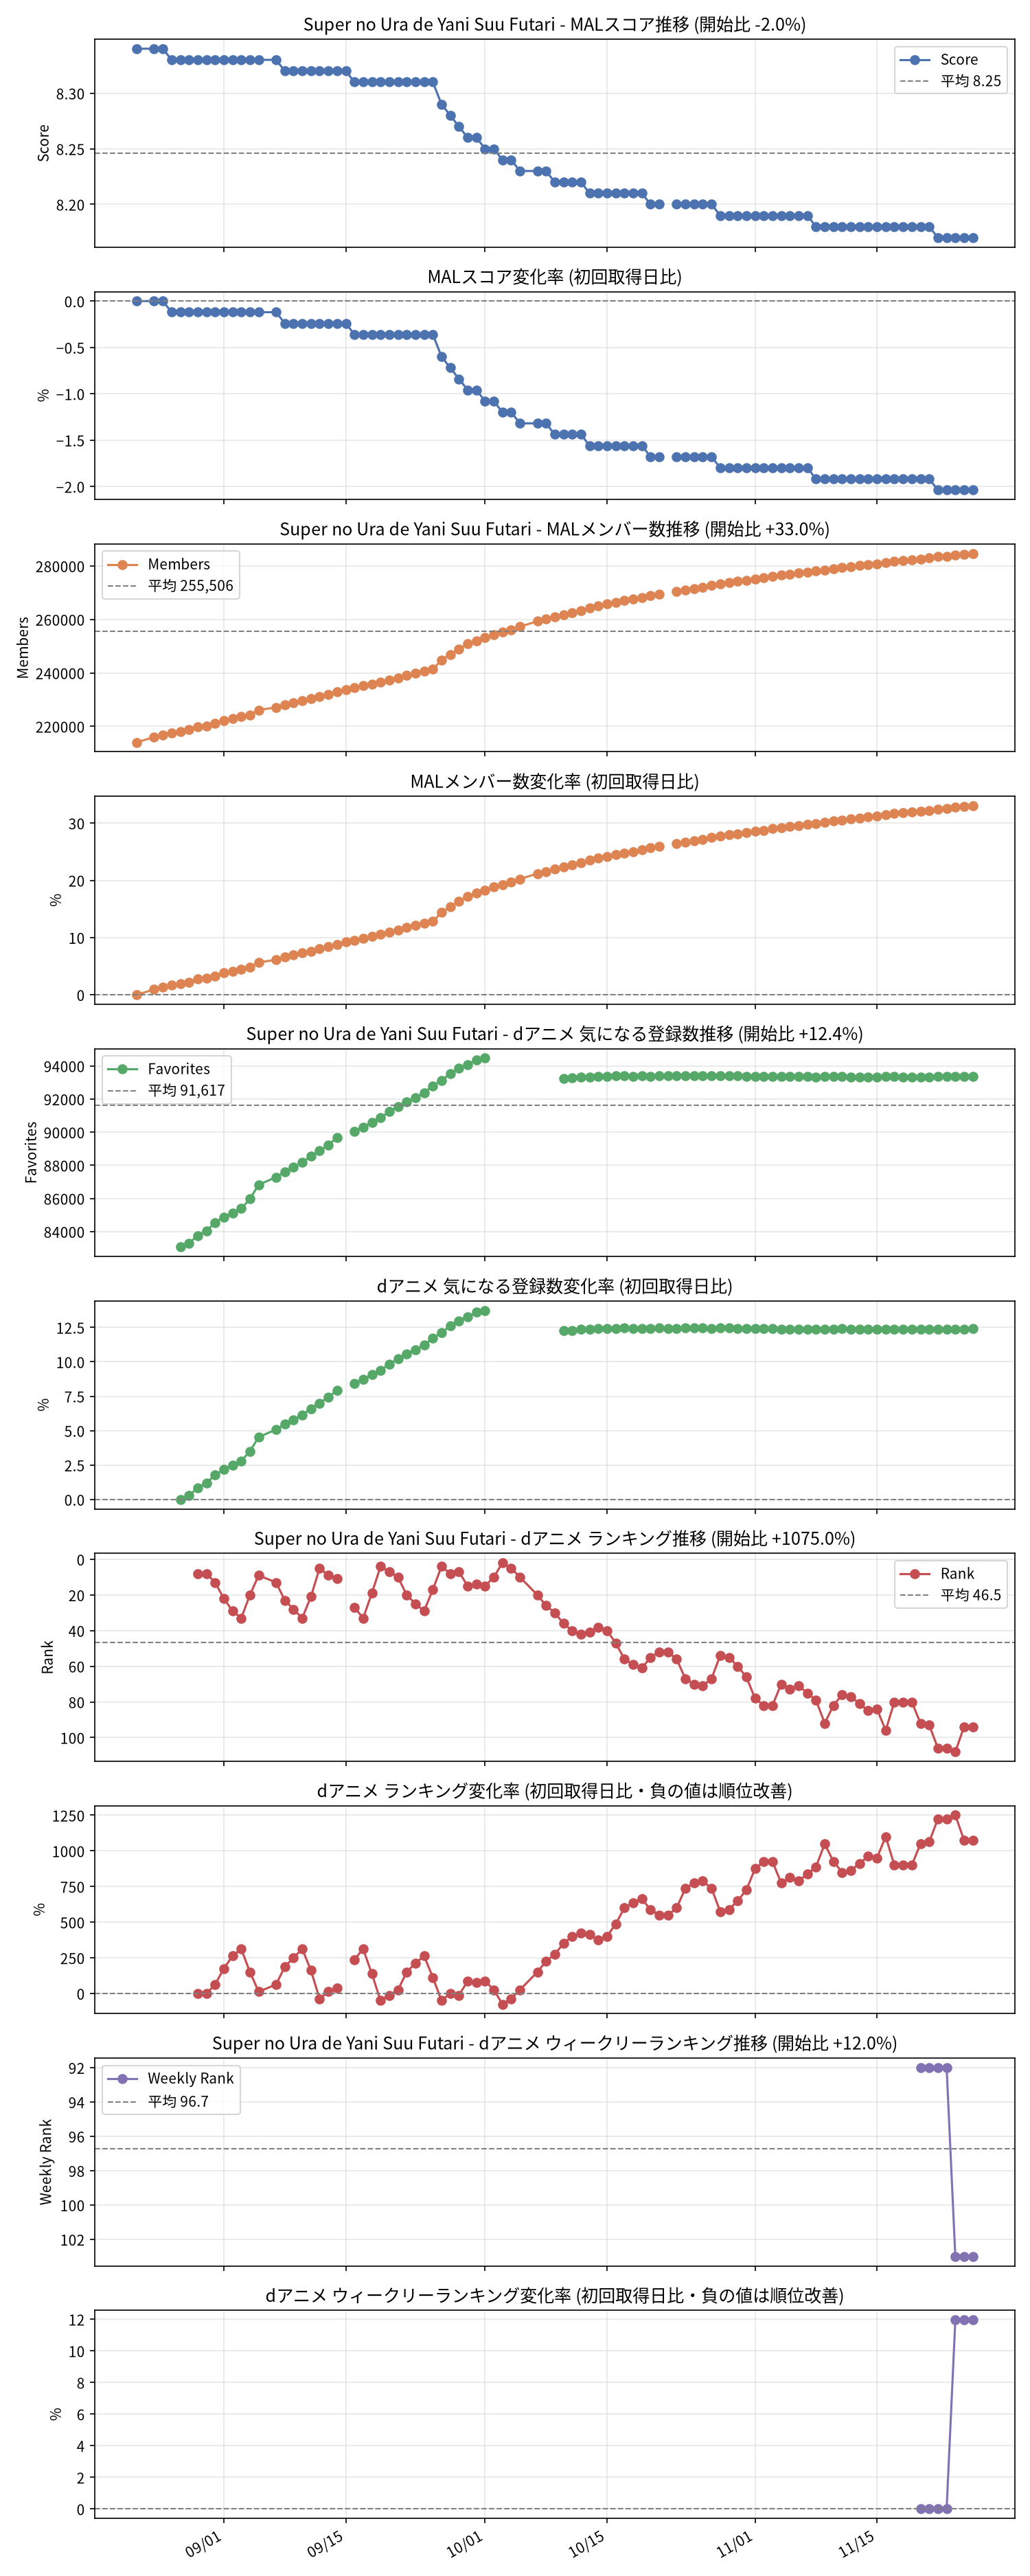 Super no Ura de Yani Suu Futari - MALスコア推移 (開始比 -2.0%)
Score
平均 8.25
Score
8.30
8.25
8.20
MALスコア変化率 (初回取得日比)
%
0.0
−0.5
−1.0
−1.5
−2.0
Super no Ura de Yani Suu Futari - MALメンバー数推移 (開始比 +33.0%)
Members
平均 255,506
Members
280000
260000
240000
220000
MALメンバー数変化率 (初回取得日比)
%
30
20
10
0
Super no Ura de Yani Suu Futari - dアニメ 気になる登録数推移 (開始比 +12.4%)
Favorites
平均 91,617
Favorites
94000
92000
90000
88000
86000
84000
dアニメ 気になる登録数変化率 (初回取得日比)
%
12.5
10.0
7.5
5.0
2.5
0.0
Super no Ura de Yani Suu Futari - dアニメ ランキング推移 (開始比 +1075.0%)
Rank
平均 46.5
Rank
0
20
40
60
80
100
dアニメ ランキング変化率 (初回取得日比・負の値は順位改善)
%
1250
1000
750
500
250
0
Super no Ura de Yani Suu Futari - dアニメ ウィークリーランキング推移 (開始比 +12.0%)
Weekly Rank
平均 96.7
Weekly Rank
92
94
96
98
100
102
dアニメ ウィークリーランキング変化率 (初回取得日比・負の値は順位改善)
%
12
10
8
6
4
2
0
09/01
09/15
10/01
10/15
11/01
11/15